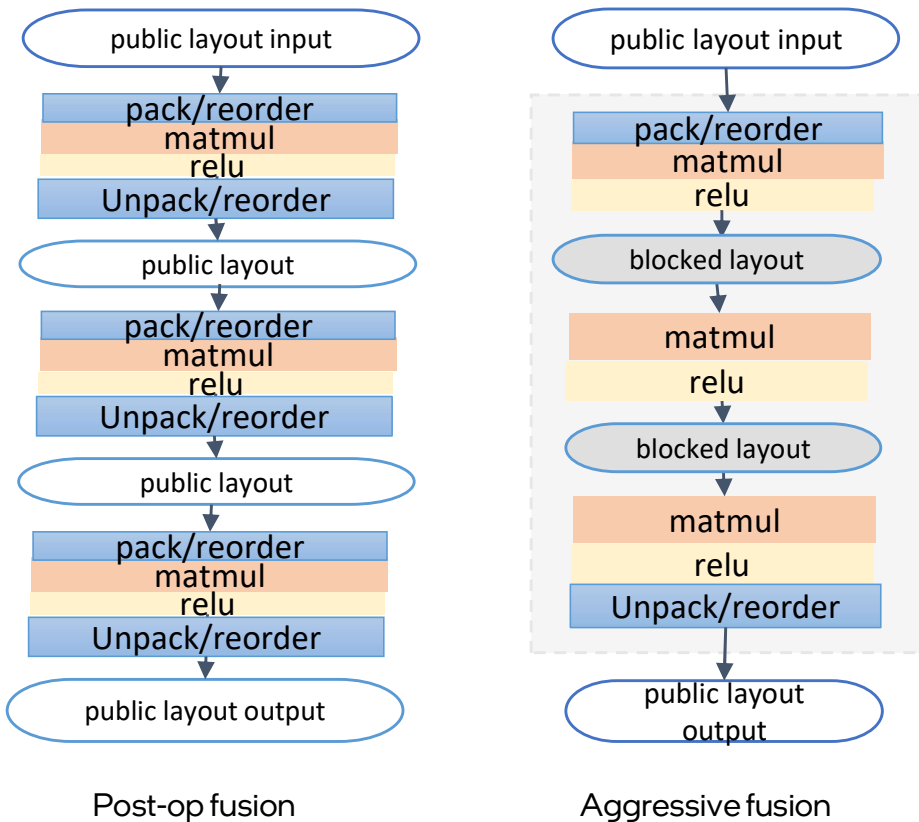 public layout input
pack/reorder
matmul
relu
Unpack/reorder
public layout
pack/reorder
matmul
relu
Unpack/reorder
public layout
pack/reorder
matmul
relu
Unpack/reorder
public layout output
Post-op fusion
public layout input
pack/reorder
matmul
relu
blocked layout
matmul
relu
blocked layout
matmul
relu
Unpack/reorder
public layout
output
Aggressive fusion